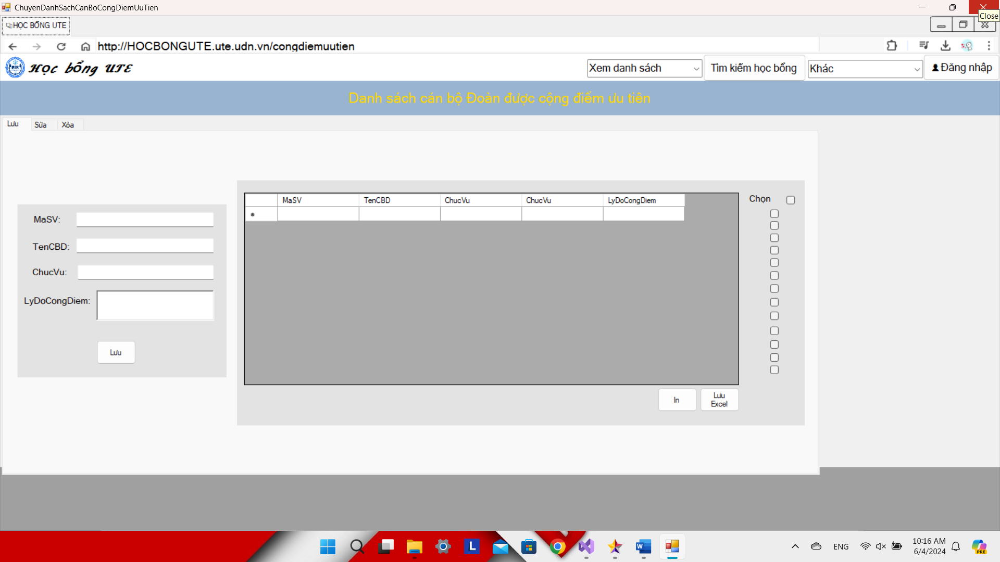 ChuyenDanhSachCanBoCongDiemUuTien
Close
HỌC BỔNG UTE
http://HOCBONGUTE.ute.udn.vn/congdiemuutien
Học bổng UTE
Xem danh sách
Tìm kiếm học bổng
Khác
Đăng nhập
Danh sách cán bộ Đoàn được cộng điểm ưu tiên
Lưu Sửa Xóa
MaSV:
TenCBD:
ChucVu:
LyDoCongDiem:
Lưu
MaSV TenCBD ChucVu ChucVu LyDoCongDiem
Chọn
In
Lưu
Excel
L
W
ENG
10:16 AM
6/4/2024
PRE